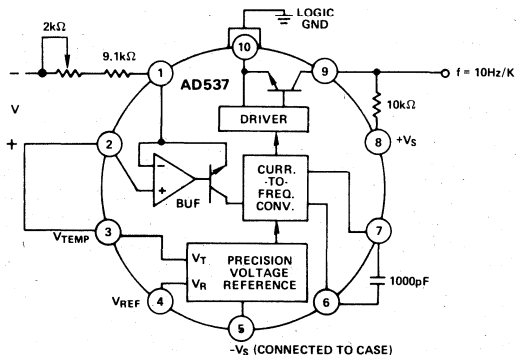 LOGIC
GND
2kΩ
9.1kΩ
10
1
AD537
9
f = 10Hz/K
−
V
+
DRIVER
10kΩ
8
+VS
2
−
+
BUF
CURR.
-TO-
FREQ.
CONV.
7
3
VTEMP
VT
VR
PRECISION
VOLTAGE
REFERENCE
1000pF
4
VREF
6
5
−VS (CONNECTED TO CASE)